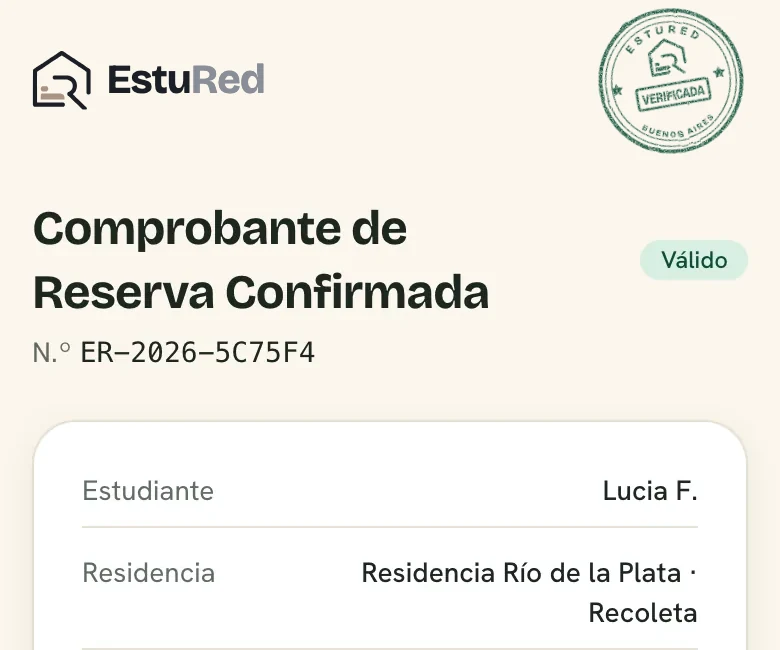 EstuRed
ESTURED
VERIFICADA
BUENOS AIRES
Comprobante de
Reserva Confirmada
Válido
N.º ER–2026–5C75F4
Estudiante Lucia F.
Residencia Residencia Río de la Plata ·
Recoleta